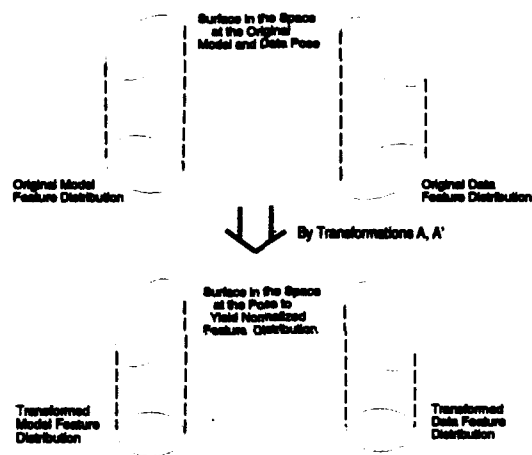 Surface in the Space
at the Original
Model and Data Pose
Original Model
Feature Distribution
Original Data
Feature Distribution
By Transformations A, A'
Surface in the Space
at the Pose to
Yield Normalized
Feature Distribution.
Transformed
Model Feature
Distribution
Transformed
Data Feature
Distribution